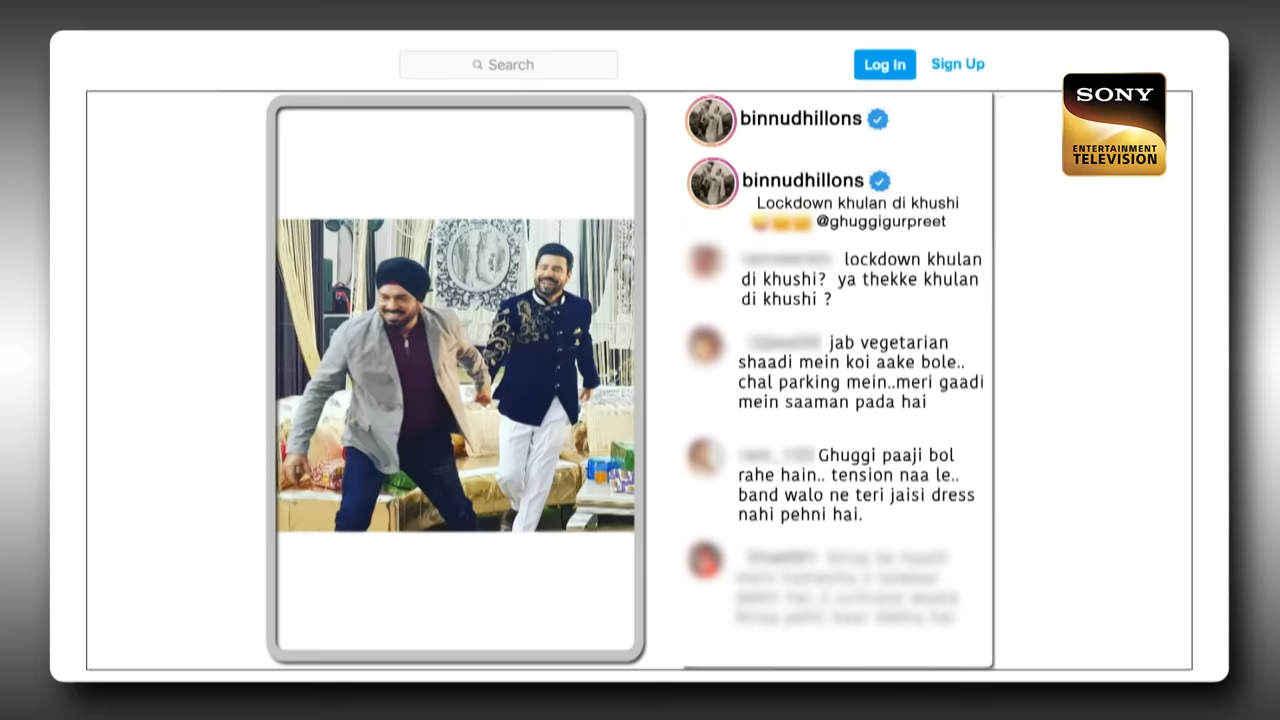 Search
Log In
Sign Up
SONY
ENTERTAINMENT
TELEVISION
binnudhillons
binnudhillons
Lockdown khulan di khushi
@ghuggigurpreet
lockdown khulan
di khushi? ya thekke khulan
di khushi ?
jab vegetarian
shaadi mein koi aake bole..
chal parking mein..meri gaadi
mein saaman pada hai
Ghuggi paaji bol
rahe hain.. tension naa le..
band walo ne teri jaisi dress
nahi pehni hai.